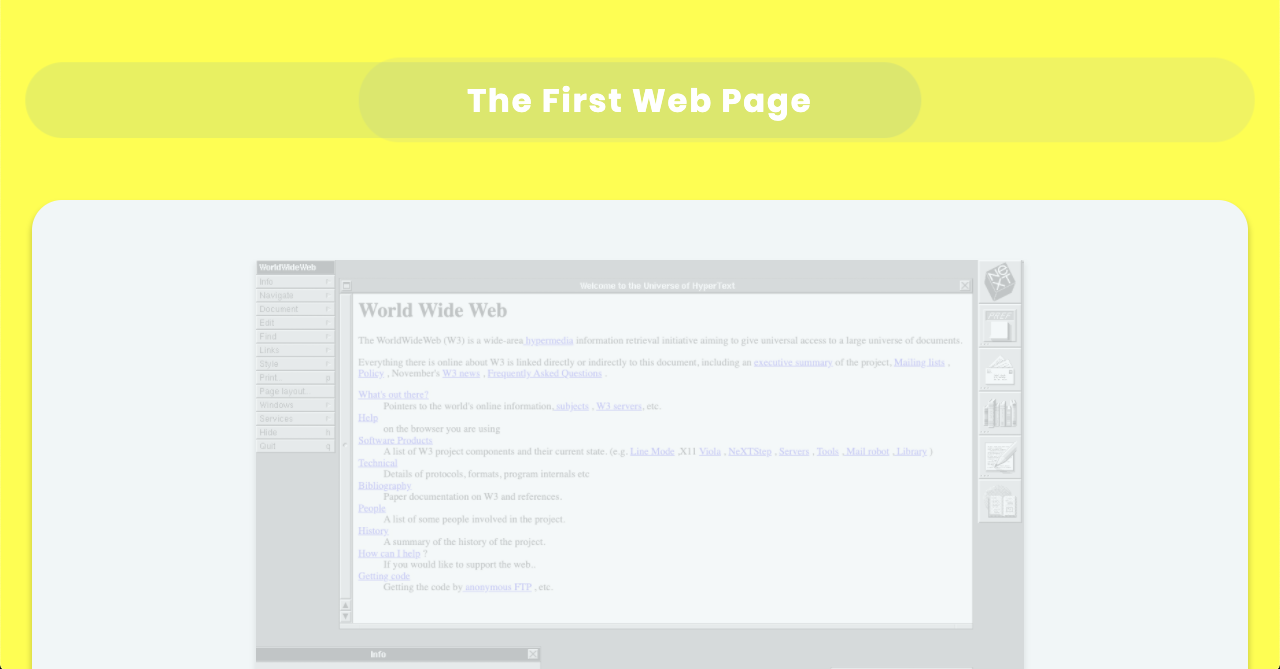 The First Web Page
WorldWideWeb
Info r
Navigate r
Document r
Edit r
Find r
Links r
Style r
Print... p
Page layout...
Windows r
Services r
Hide h
Quit q
Welcome to the Universe of HyperText
World Wide Web
The WorldWideWeb (W3) is a wide-area hypermedia information retrieval initiative aiming to give universal access to a large universe of documents.
Everything there is online about W3 is linked directly or indirectly to this document, including an executive summary of the project, Mailing lists ,
Policy , November's W3 news , Frequently Asked Questions .
What's out there?
Pointers to the world's online information, subjects , W3 servers, etc.
Help
on the browser you are using
Software Products
A list of W3 project components and their current state. (e.g. Line Mode ,X11 Viola , NeXTStep , Servers , Tools , Mail robot , Library )
Technical
Details of protocols, formats, program internals etc
Bibliography
Paper documentation on W3 and references.
People
A list of some people involved in the project.
History
A summary of the history of the project.
How can I help ?
If you would like to support the web..
Getting code
Getting the code by anonymous FTP , etc.
Info